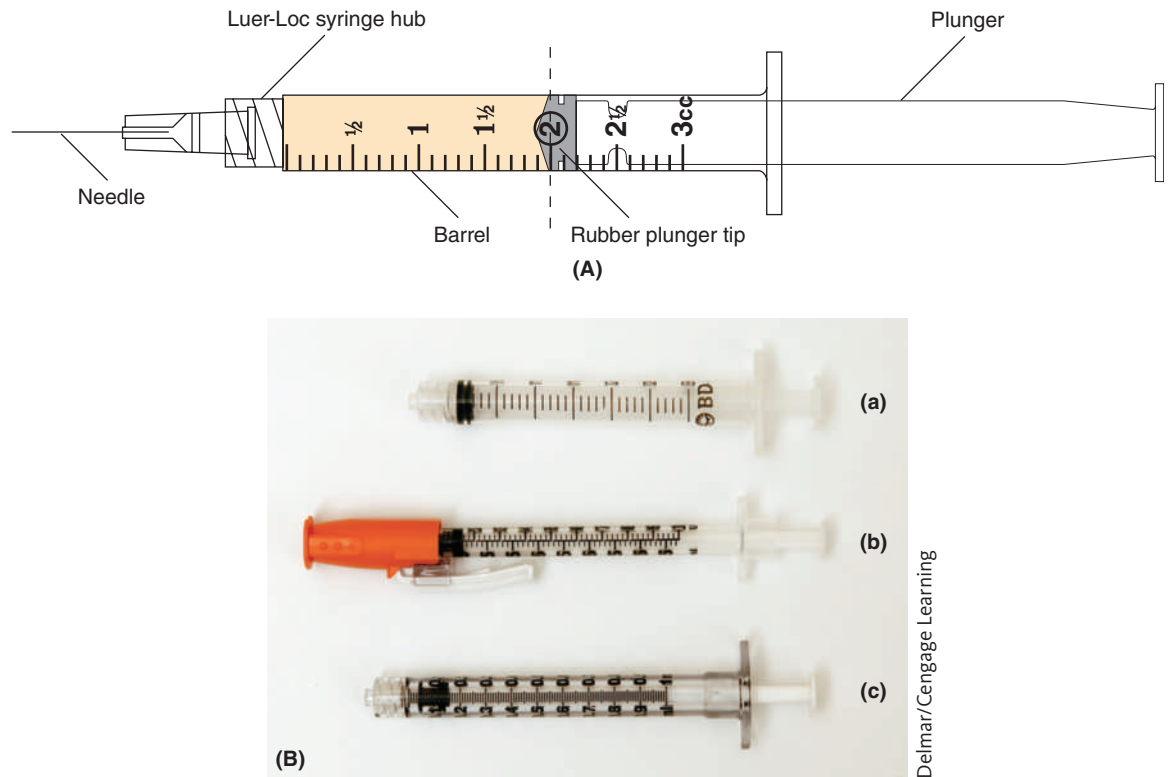 Luer-Loc syringe hub
Plunger
½
1
1½
2
2½
3cc
Needle
Barrel
Rubber plunger tip
(A)
BD
(a)
(b)
(c)
(B)
Delmar/Cengage Learning